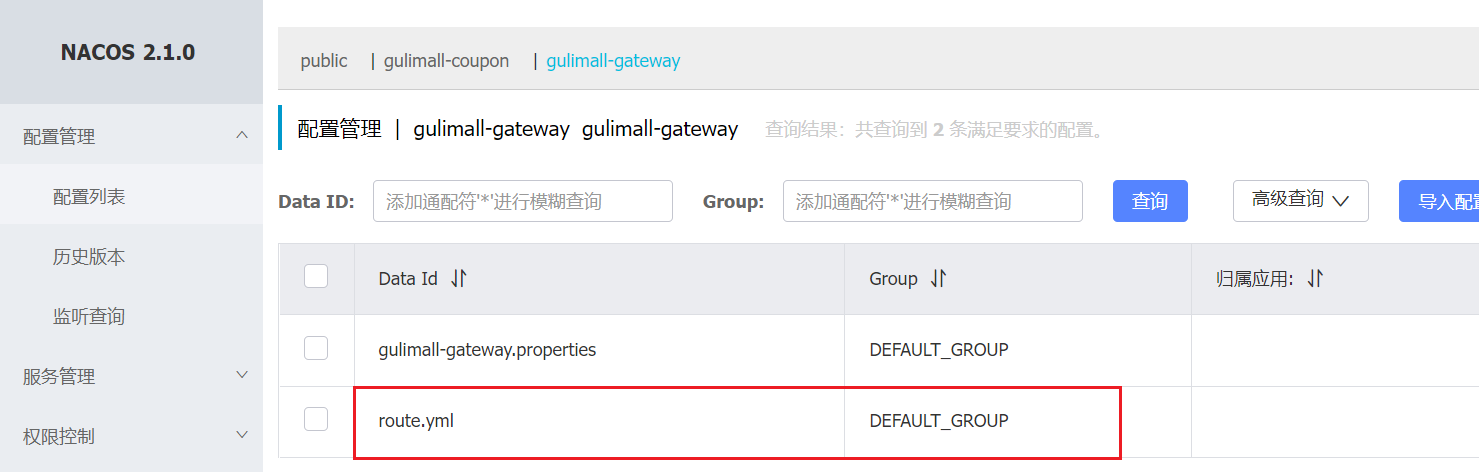 NACOS 2.1.0
public | gulimall-coupon | gulimall-gateway
配置管理 | gulimall-gateway gulimall-gateway 查询结果：共查询到 2 条满足要求的配置。
配置管理
配置列表
历史版本
监听查询
服务管理
权限控制
Data ID: 添加通配符'*'进行模糊查询 Group: 添加通配符'*'进行模糊查询 查询 高级查询 导入配置
Data Id Group 归属应用:
gulimall-gateway.properties DEFAULT_GROUP
route.yml DEFAULT_GROUP